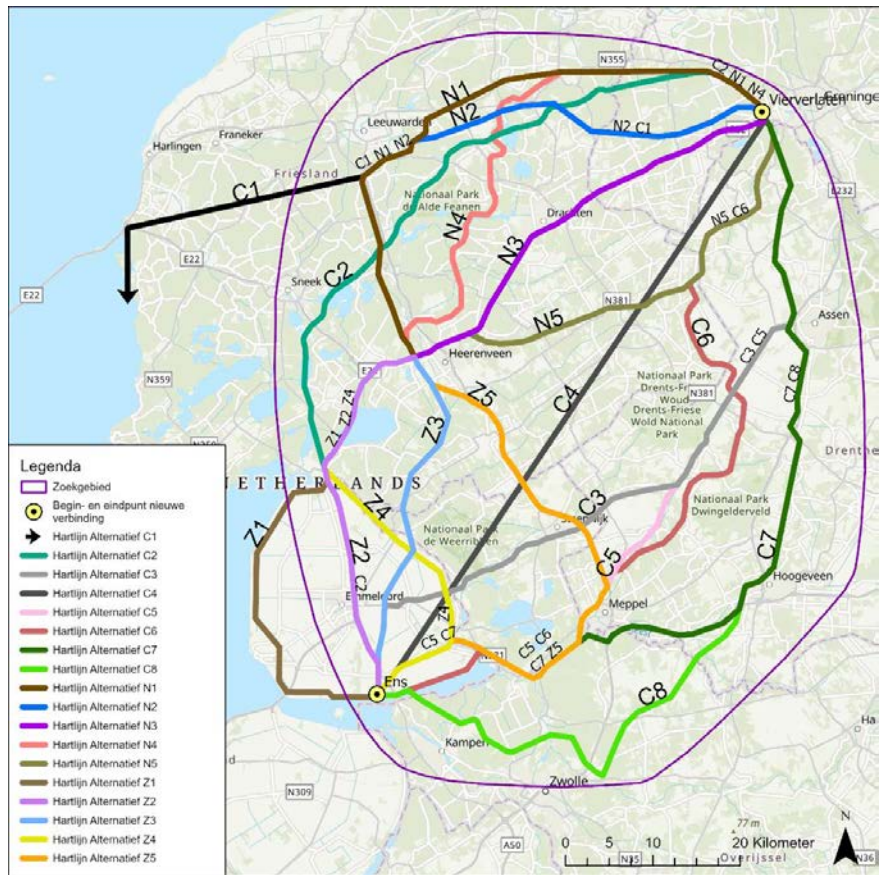 N355
C2 N1 N4
Vierverlaten
Groningen
N1
Leeuwarden
N2
N2 C1
Franeker
Harlingen
C1 N1 N2
Friesland
C1
Nationaal Park
de Alde Feanen
E232
Drachten
N4
N5 C6
N3
E22
E22
Sneek
C2
N381
N5
Assen
C6
C3 C5
Heerenveen
N359
Nationaal Park
Drents-Friese
Wold
Drents-Friese
Wold National
Park
N381
C7 C8
Z5
C4
Z3
Z1 Z2 Z4
Drenthe
Legenda
Zoekgebied
Begin- en eindpunt nieuwe
verbinding
Hartlijn Alternatief C1
Hartlijn Alternatief C2
Hartlijn Alternatief C3
Hartlijn Alternatief C4
Hartlijn Alternatief C5
Hartlijn Alternatief C6
Hartlijn Alternatief C7
Hartlijn Alternatief C8
Hartlijn Alternatief N1
Hartlijn Alternatief N2
Hartlijn Alternatief N3
Hartlijn Alternatief N4
Hartlijn Alternatief N5
Hartlijn Alternatief Z1
Hartlijn Alternatief Z2
Hartlijn Alternatief Z3
Hartlijn Alternatief Z4
Hartlijn Alternatief Z5
NETHERLANDS
Z4
C3
Nationaal Park
Dwingelderveld
Z1
Z2
C2
Nationaal Park
de Weerribben
C7
C5
Hoogeveen
Emmeloord
Meppel
Z4
C5 C7
C5 C6
C7 Z5
Ens
C8
Kampen
Zwolle
N309
A50
N35
N36
77 m
Overijssel
0 5 10 20 Kilometer
N